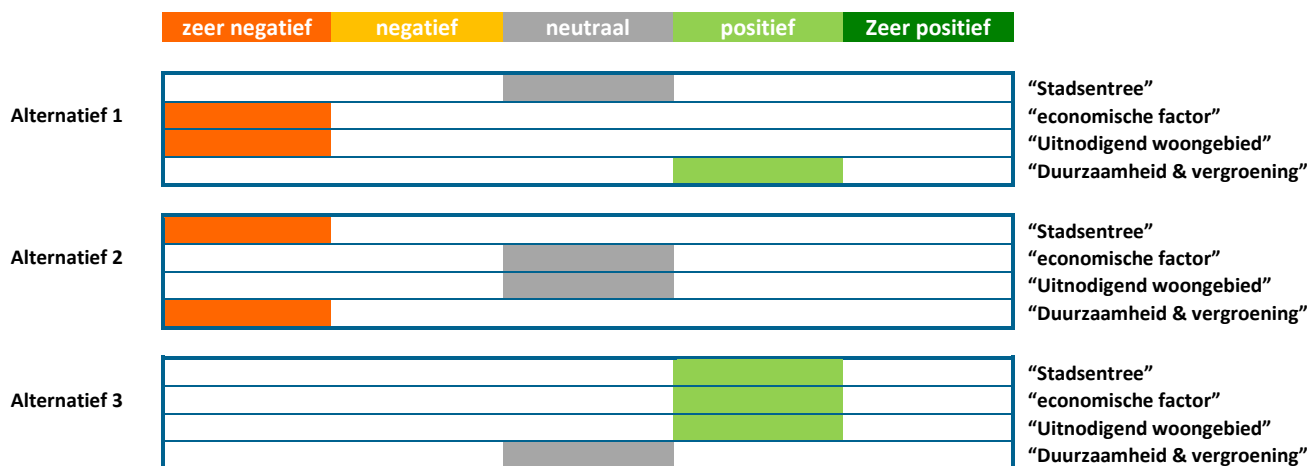 zeer negatief negatief neutraal positief Zeer positief
“Stadsentree”
Alternatief 1 “economische factor”
“Uitnodigend woongebied”
“Duurzaamheid & vergroening”
“Stadsentree”
Alternatief 2 “economische factor”
“Uitnodigend woongebied”
“Duurzaamheid & vergroening”
“Stadsentree”
Alternatief 3 “economische factor”
“Uitnodigend woongebied”
“Duurzaamheid & vergroening”